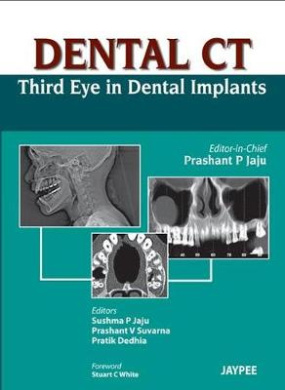 DENTAL CT
Third Eye in Dental Implants
Editor-in-Chief
Prashant P Jaju
Editors
Sushma P Jaju
Prashant V Suvarna
Pratik Dedhia
Foreword
Stuart C White
JAYPEE